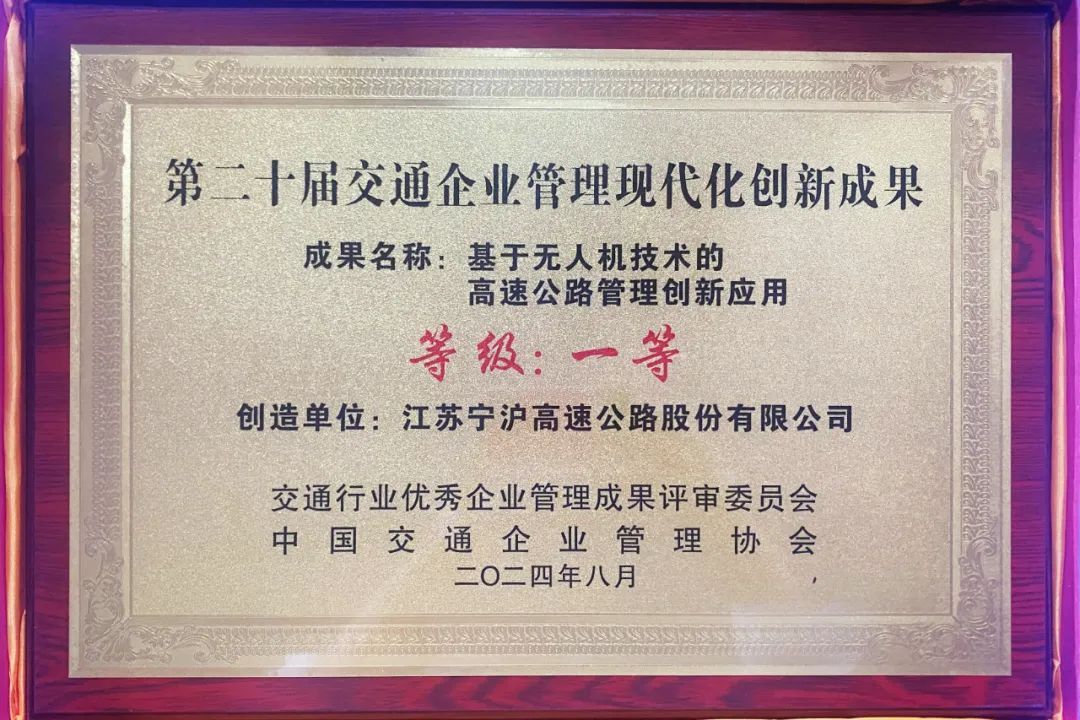 第二十届交通企业管理现代化创新成果
成果名称：基于无人机技术的
高速公路管理创新应用
等级：一等
创造单位：江苏宁沪高速公路股份有限公司
交通行业优秀企业管理成果评审委员会
中国交通企业管理协会
二〇二四年八月